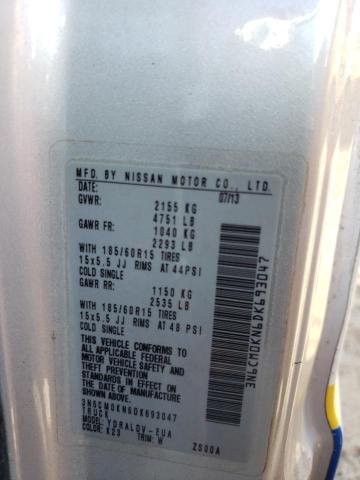 MFD. BY NISSAN MOTOR CO., LTD.
DATE: 07/13
GVWR: 2155 KG
4751 LB
GAWR FR: 1040 KG
2293 LB
WITH 185/60R15 TIRES
15x5.5 JJ RIMS AT 44PSI
COLD SINGLE
GAWR RR: 1150 KG
2535 LB
WITH 185/60R15 TIRES
15x5.5 JJ RIMS AT 48 PSI
COLD SINGLE
THIS VEHICLE CONFORMS TO
ALL APPLICABLE FEDERAL
MOTOR VEHICLE SAFETY AND
THEFT PREVENTION
STANDARDS IN EFFECT ON
THE DATE OF MANUFACTURE
SHOWN ABOVE.
3N6CM0KN6DK693047
TRUCK
MODEL: YDRALDV-EUA
COLOR: K23 TRIM: W
ZS00A
3N6CM0KN6DK693047